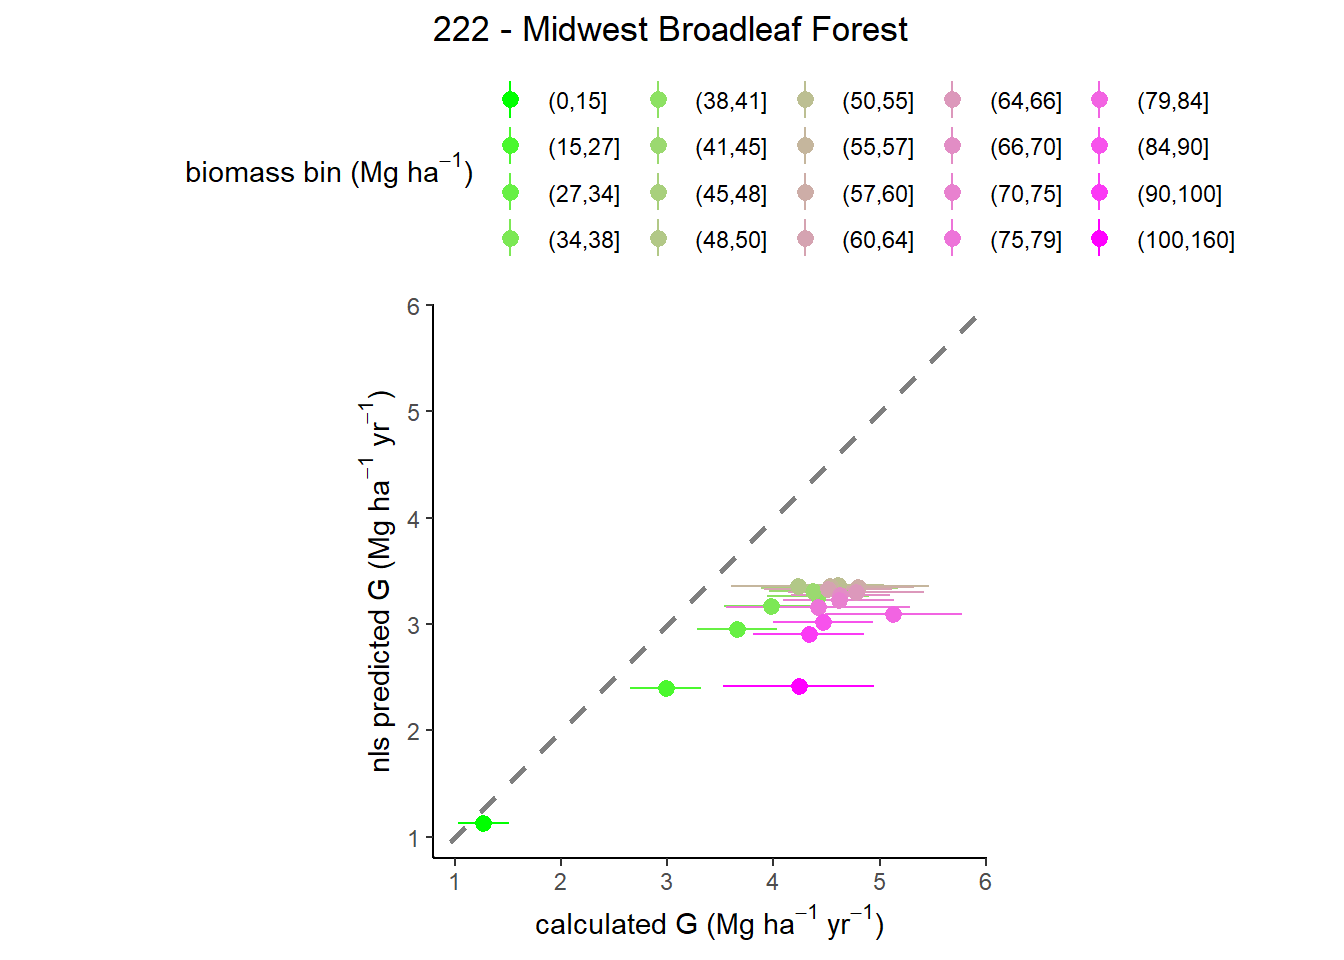 222 - Midwest Broadleaf Forest
biomass bin (Mg ha⁻¹)
(0,15] (38,41] (50,55] (64,66] (79,84]
(15,27] (41,45] (55,57] (66,70] (84,90]
(27,34] (45,48] (57,60] (70,75] (90,100]
(34,38] (48,50] (60,64] (75,79] (100,160]
nls predicted G (Mg ha⁻¹ yr⁻¹)
6
5
4
3
2
1
1 2 3 4 5 6
calculated G (Mg ha⁻¹ yr⁻¹)